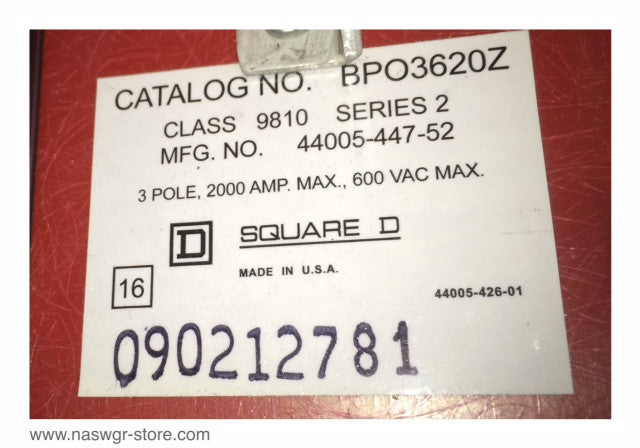 CATALOG NO. BPO3620Z
CLASS 9810 SERIES 2
MFG. NO. 44005-447-52
3 POLE, 2000 AMP. MAX., 600 VAC MAX.
D SQUARE D
MADE IN U.S.A.
16
44005-426-01
090212781
www.naswgr-store.com